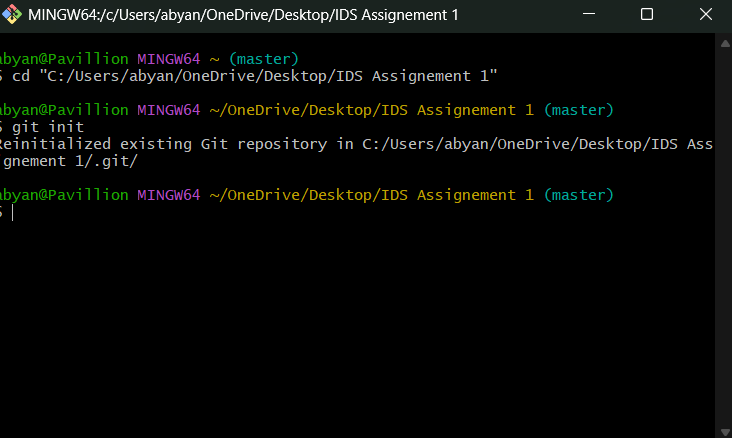 MINGW64:/c/Users/abyan/OneDrive/Desktop/IDS Assignement 1
abyan@Pavillion MINGW64 ~ (master)
$ cd "C:/Users/abyan/OneDrive/Desktop/IDS Assignement 1"
abyan@Pavillion MINGW64 ~/OneDrive/Desktop/IDS Assignement 1 (master)
$ git init
Reinitialized existing Git repository in C:/Users/abyan/OneDrive/Desktop/IDS Ass
ignement 1/.git/
abyan@Pavillion MINGW64 ~/OneDrive/Desktop/IDS Assignement 1 (master)
$